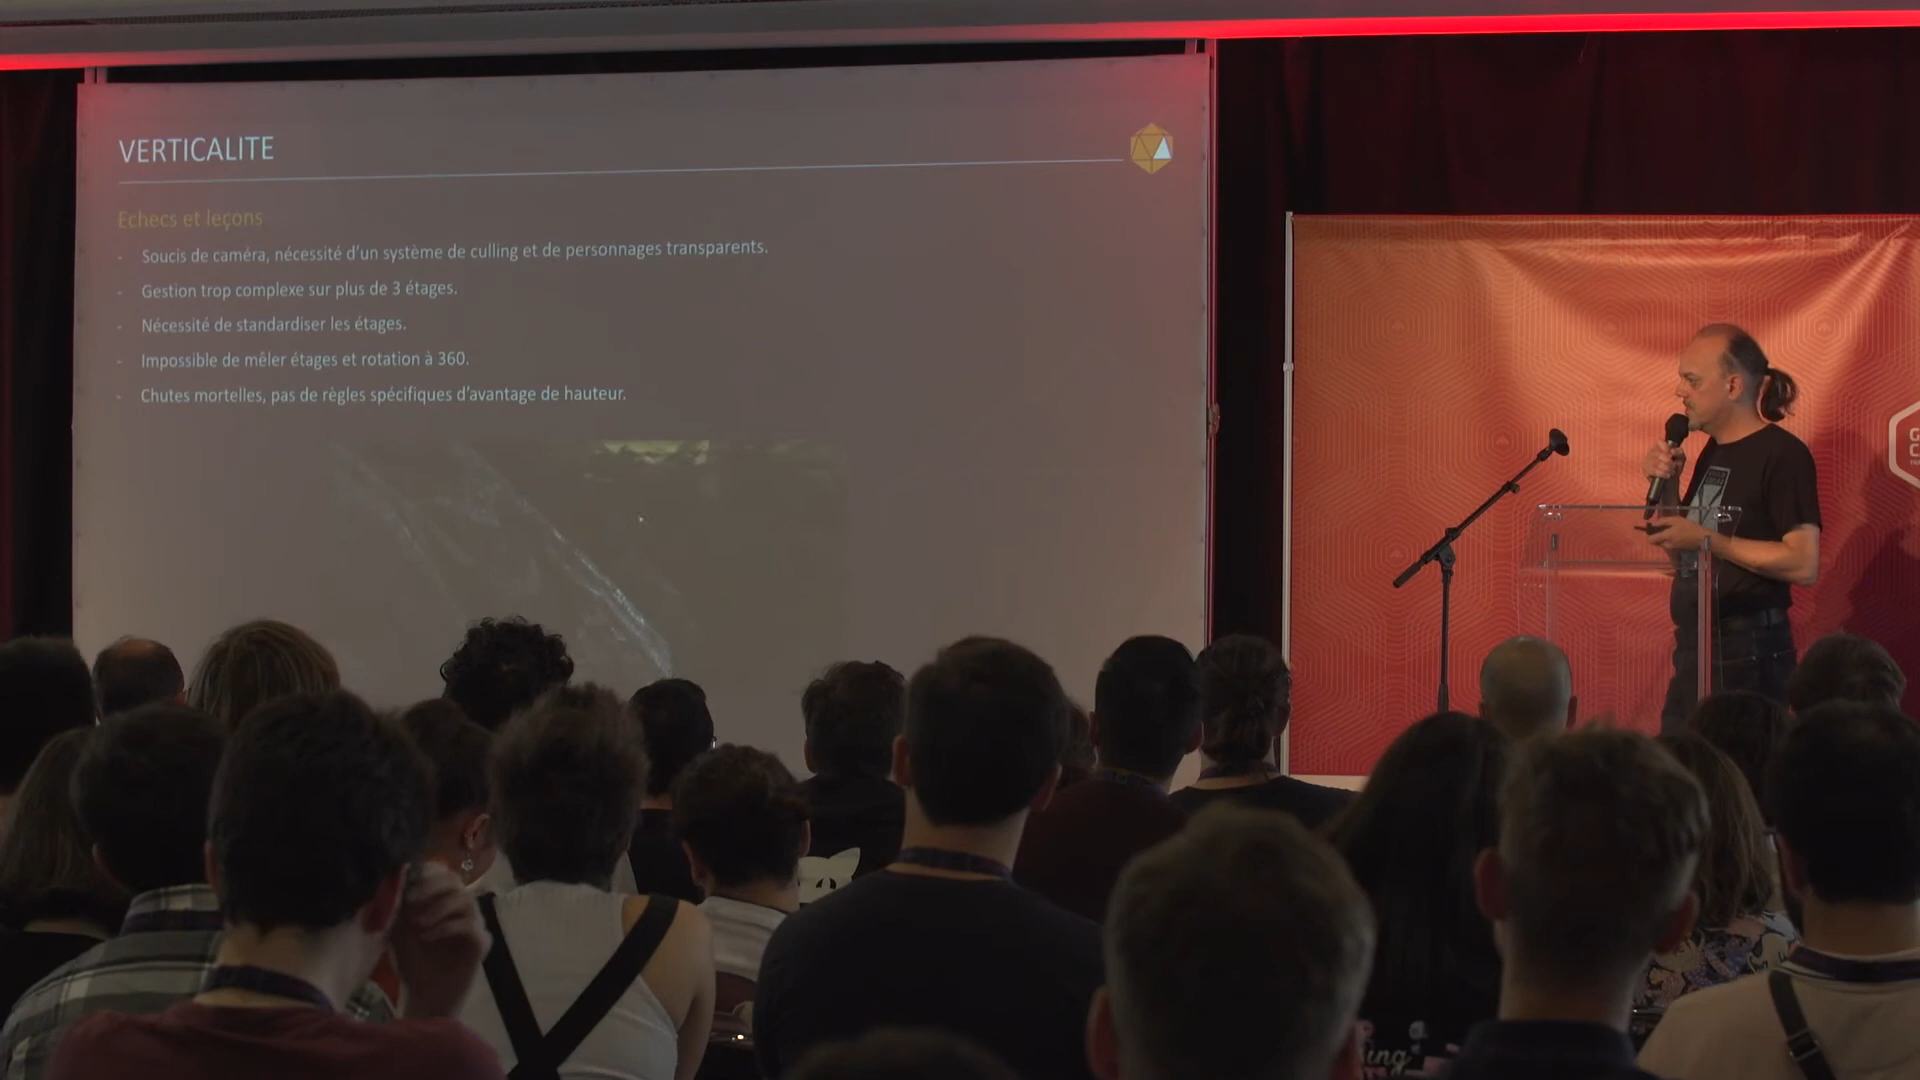 VERTICALITE
Echecs et leçons
- Soucis de caméra, nécessité d'un système de culling et de personnages transparents.
- Gestion trop complexe sur plus de 3 étages.
- Nécessité de standardiser les étages.
- Impossible de mêler étages et rotation à 360.
- Chutes mortelles, pas de règles spécifiques d'avantage de hauteur.